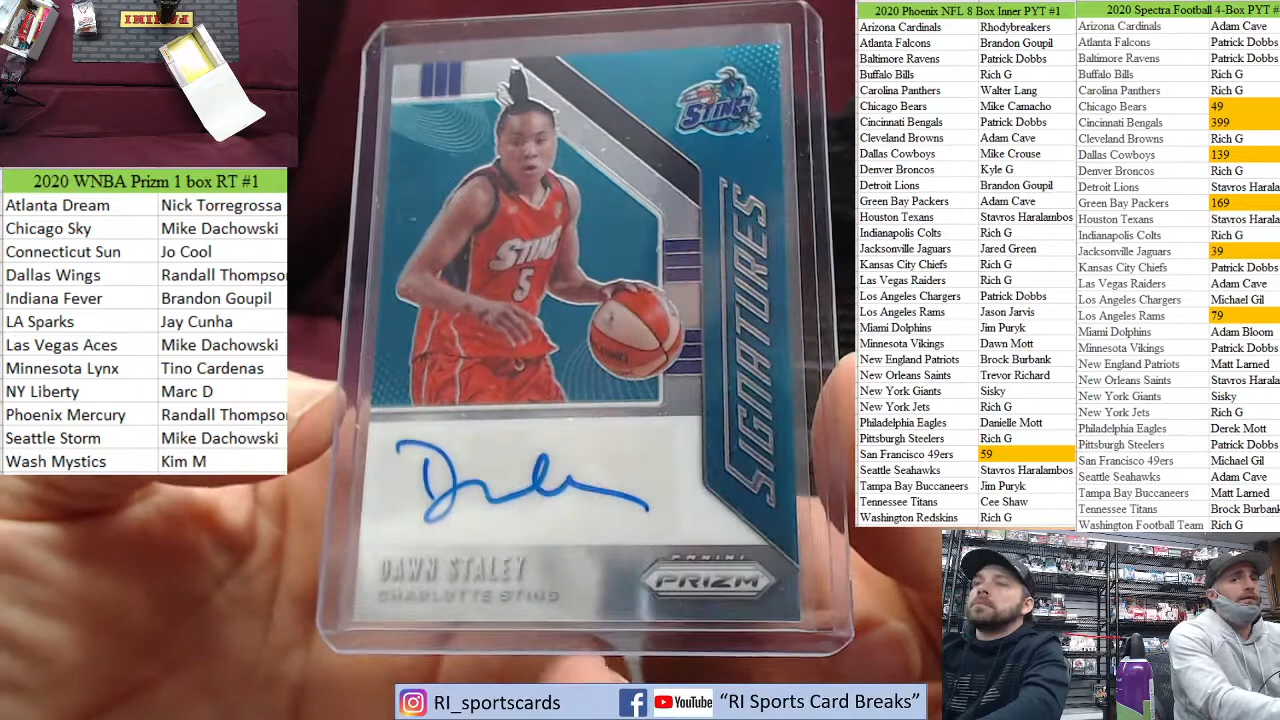 PANINI
2020 WNBA Prizm 1 box RT #1
Atlanta Dream Nick Torregrossa
Chicago Sky Mike Dachowski
Connecticut Sun Jo Cool
Dallas Wings Randall Thompson
Indiana Fever Brandon Goupil
LA Sparks Jay Cunha
Las Vegas Aces Mike Dachowski
Minnesota Lynx Tino Cardenas
NY Liberty Marc D
Phoenix Mercury Randall Thompson
Seattle Storm Mike Dachowski
Wash Mystics Kim M
STING
STING
5
SIGNATURES
DAWN STALEY
CHARLOTTE STING
PANINI
PRIZM
2020 Phoenix NFL 8 Box Inner PYT #1
Arizona Cardinals Rhodybreakers
Atlanta Falcons Brandon Goupil
Baltimore Ravens Patrick Dobbs
Buffalo Bills Rich G
Carolina Panthers Walter Lang
Chicago Bears Mike Camacho
Cincinnati Bengals Patrick Dobbs
Cleveland Browns Adam Cave
Dallas Cowboys Mike Crouse
Denver Broncos Kyle G
Detroit Lions Brandon Goupil
Green Bay Packers Adam Cave
Houston Texans Stavros Haralambos
Indianapolis Colts Rich G
Jacksonville Jaguars Jared Green
Kansas City Chiefs Rich G
Las Vegas Raiders Rich G
Los Angeles Chargers Patrick Dobbs
Los Angeles Rams Jason Jarvis
Miami Dolphins Jim Puryk
Minnesota Vikings Dawn Mott
New England Patriots Brock Burbank
New Orleans Saints Trevor Richard
New York Giants Sisky
New York Jets Rich G
Philadelphia Eagles Danielle Mott
Pittsburgh Steelers Rich G
San Francisco 49ers 59
Seattle Seahawks Stavros Haralambos
Tampa Bay Buccaneers Jim Puryk
Tennessee Titans Cee Shaw
Washington Redskins Rich G
2020 Spectra Football 4-Box PYT #
Arizona Cardinals Adam Cave
Atlanta Falcons Patrick Dobbs
Baltimore Ravens Patrick Dobbs
Buffalo Bills Rich G
Carolina Panthers Rich G
Chicago Bears 49
Cincinnati Bengals 399
Cleveland Browns Rich G
Dallas Cowboys 139
Denver Broncos Rich G
Detroit Lions Stavros Harala
Green Bay Packers 169
Houston Texans Stavros Harala
Indianapolis Colts Rich G
Jacksonville Jaguars 39
Kansas City Chiefs Patrick Dobbs
Las Vegas Raiders Adam Cave
Los Angeles Chargers Michael Gil
Los Angeles Rams 79
Miami Dolphins Adam Bloom
Minnesota Vikings Patrick Dobbs
New England Patriots Matt Larned
New Orleans Saints Stavros Harala
New York Giants Sisky
New York Jets Rich G
Philadelphia Eagles Derek Mott
Pittsburgh Steelers Patrick Dobbs
San Francisco 49ers Michael Gil
Seattle Seahawks Adam Cave
Tampa Bay Buccaneers Matt Larned
Tennessee Titans Brock Burbank
Washington Football Team Rich G
RI_sportscards YouTube "RI Sports Card Breaks"